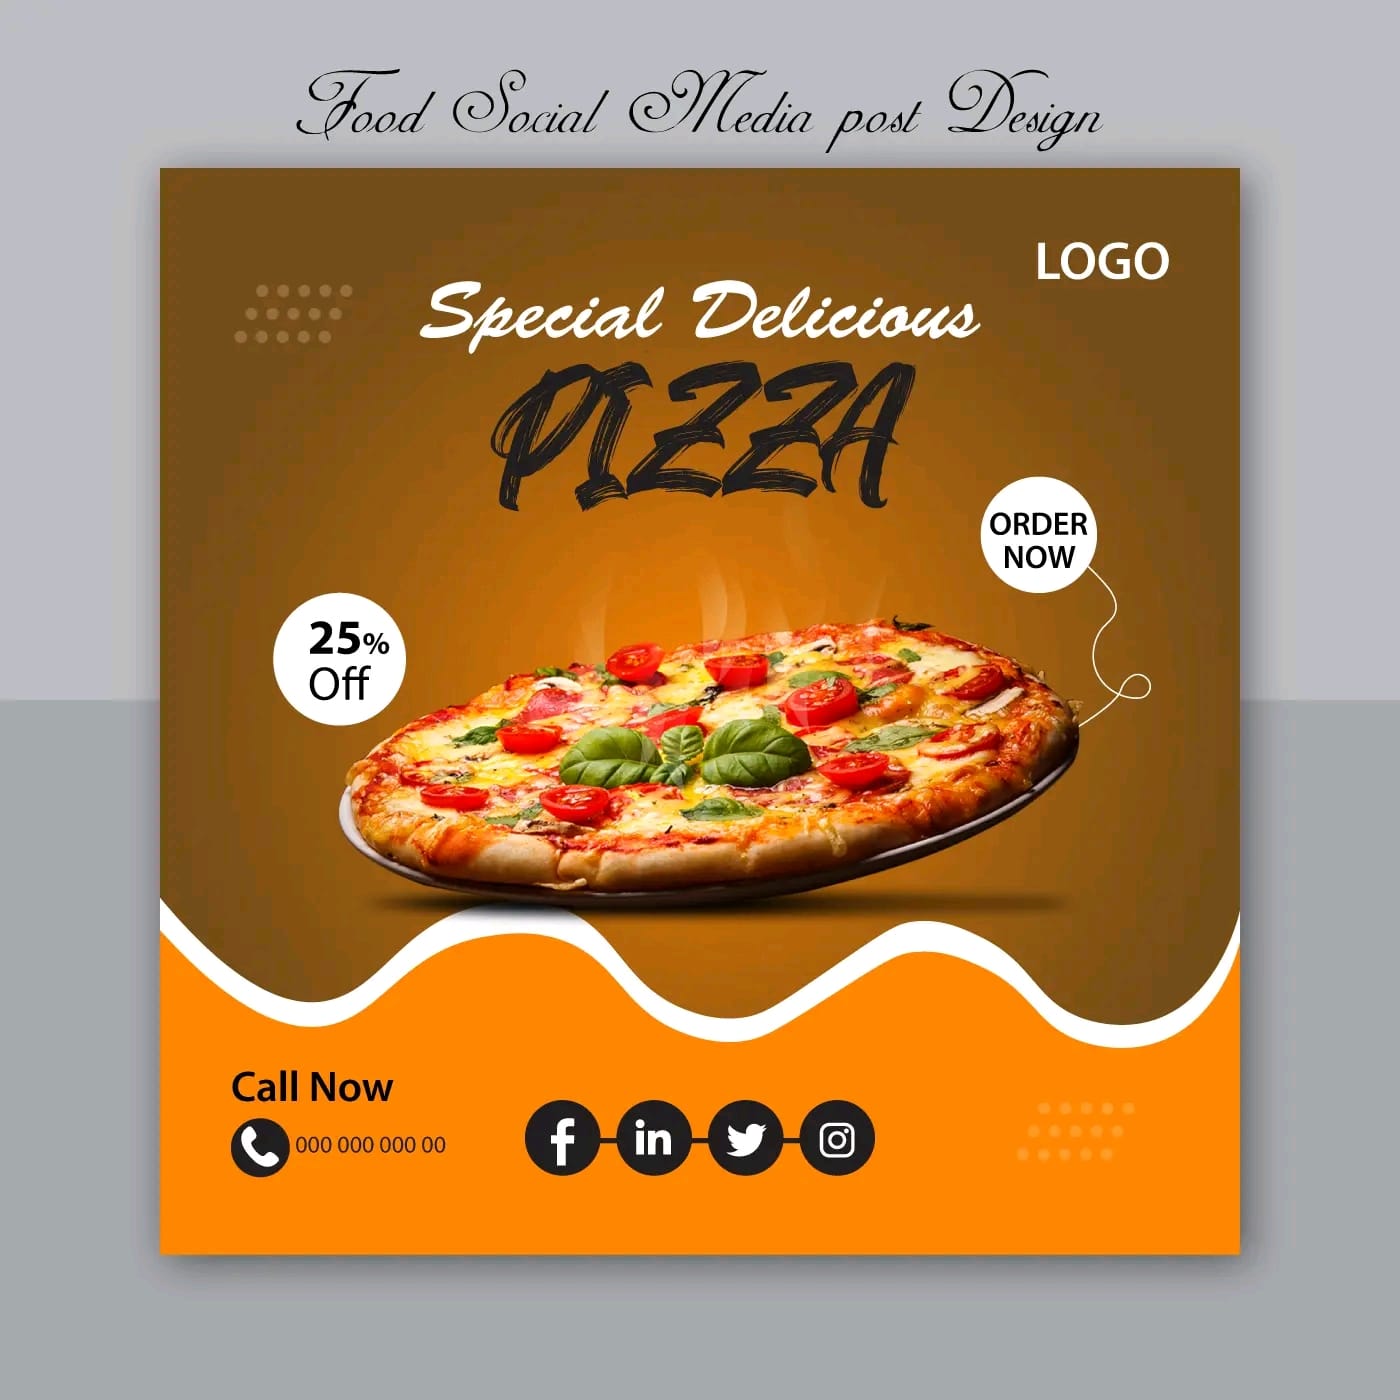 Food Social Media post Design
LOGO
Special Delicious
PIZZA
ORDER
NOW
25%
Off
Call Now
000 000 000 00